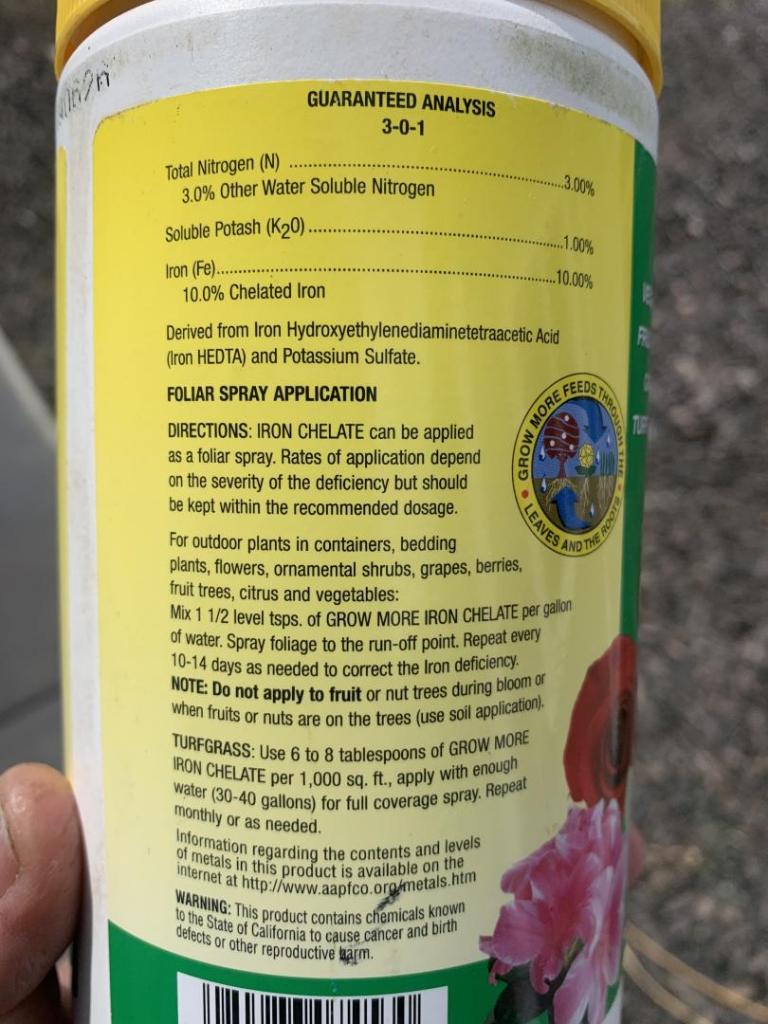 GUARANTEED ANALYSIS
3-0-1
Total Nitrogen (N) ........................................3.00%
3.0% Other Water Soluble Nitrogen
Soluble Potash (K2O) ........................................1.00%
Iron (Fe)........................................10.00%
10.0% Chelated Iron
Derived from Iron Hydroxyethylenediaminetetraacetic Acid
(Iron HEDTA) and Potassium Sulfate.
FOLIAR SPRAY APPLICATION
DIRECTIONS: IRON CHELATE can be applied
as a foliar spray. Rates of application depend
on the severity of the deficiency but should
be kept within the recommended dosage.
GROW MORE FEEDS THROUGH THE
LEAVES AND THE ROOTS
For outdoor plants in containers, bedding
plants, flowers, ornamental shrubs, grapes, berries,
fruit trees, citrus and vegetables:
Mix 1 1/2 level tsps. of GROW MORE IRON CHELATE per gallon
of water. Spray foliage to the run-off point. Repeat every
10-14 days as needed to correct the Iron deficiency.
NOTE: Do not apply to fruit or nut trees during bloom or
when fruits or nuts are on the trees (use soil application).
TURFGRASS: Use 6 to 8 tablespoons of GROW MORE
IRON CHELATE per 1,000 sq. ft., apply with enough
water (30-40 gallons) for full coverage spray. Repeat
monthly or as needed.
Information regarding the contents and levels
of metals in this product is available on the
internet at http://www.aapfco.org/metals.htm
WARNING: This product contains chemicals known
to the State of California to cause cancer and birth
defects or other reproductive harm.